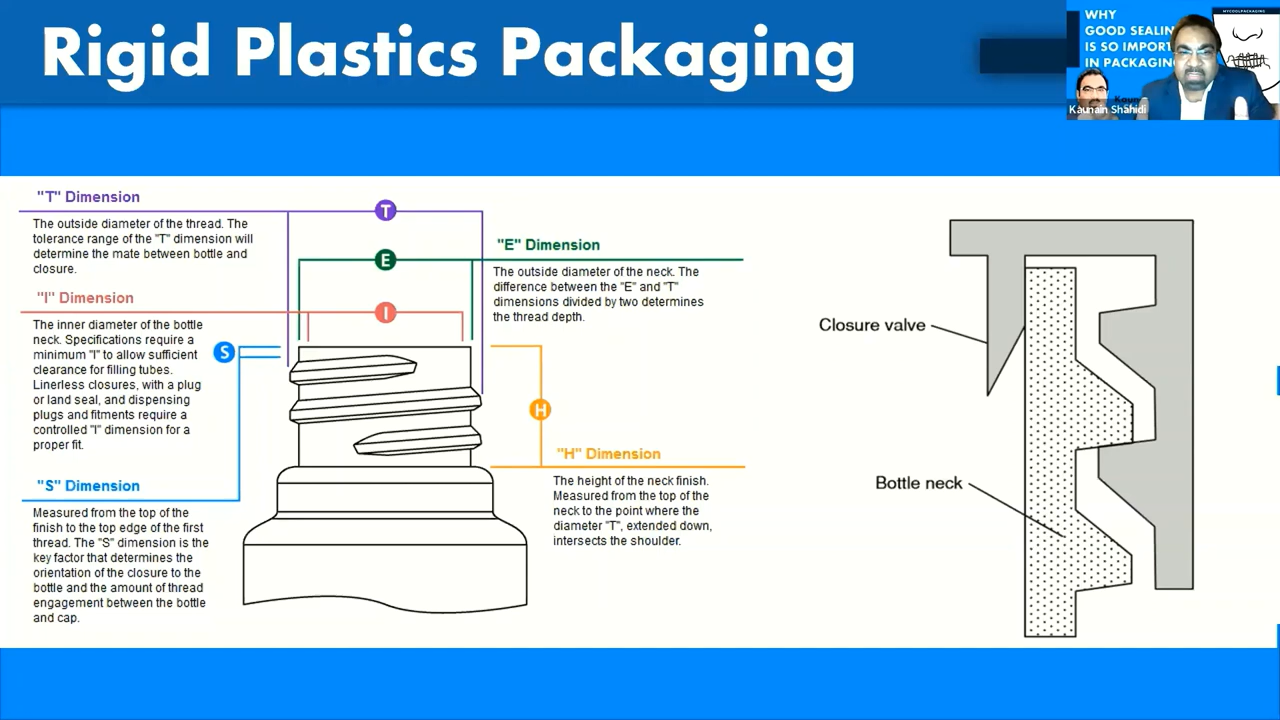 Rigid Plastics Packaging
MYCOOLPACKAGING
WHY
GOOD SEALIN
IS SO IMPOR
IN PACKAGING
Kaunain Shahidi
"T" Dimension
The outside diameter of the thread. The
tolerance range of the "T" dimension will
determine the mate between bottle and
closure.
"I" Dimension
The inner diameter of the bottle
neck. Specifications require a
minimum "I" to allow sufficient
clearance for filling tubes.
Linerless closures, with a plug
or land seal, and dispensing
plugs and fitments require a
controlled "I" dimension for a
proper fit.
"S" Dimension
Measured from the top of the
finish to the top edge of the first
thread. The "S" dimension is the
key factor that determines the
orientation of the closure to the
bottle and the amount of thread
engagement between the bottle
and cap.
T
E
I
S
H
"E" Dimension
The outside diameter of the neck. The
difference between the "E" and "T"
dimensions divided by two determines
the thread depth.
"H" Dimension
The height of the neck finish.
Measured from the top of the
neck to the point where the
diameter "T", extended down,
intersects the shoulder.
Closure valve
Bottle neck